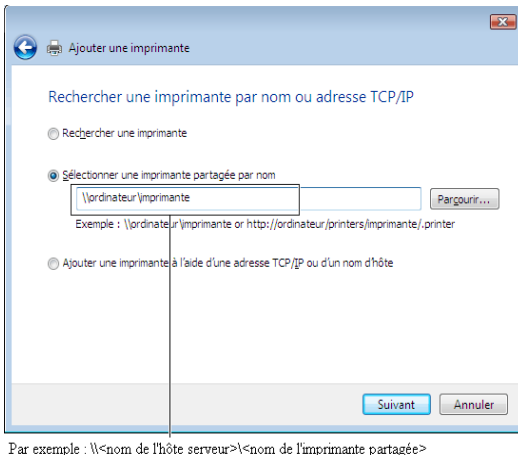 Ajouter une imprimante
Rechercher une imprimante par nom ou adresse TCP/IP
Rechercher une imprimante
Sélectionner une imprimante partagée par nom
\\ordinateur\imprimante
Parcourir...
Exemple : \\ordinateur\imprimante or http://ordinateur/printers/imprimante/.printer
Ajouter une imprimante à l'aide d'une adresse TCP/IP ou d'un nom d'hôte
Suivant
Annuler
Par exemple : \\<nom de l'hôte serveur>\<nom de l'imprimante partagée>